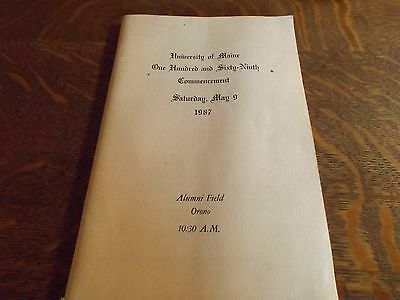 University of Maine
One Hundred and Sixty-Ninth
Commencement
Saturday, May 9
1987
Alumni Field
Orono
10:30 A.M.